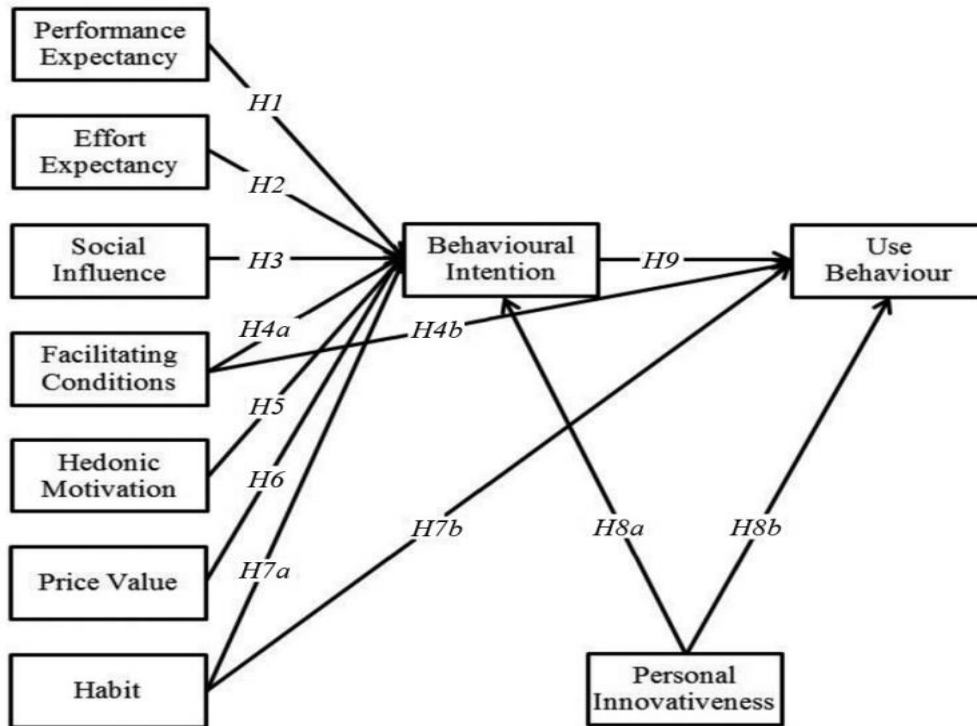 Performance
Expectancy
H1
Effort
Expectancy
H2
Social
Influence
H3
Behavioural
Intention
H9
Use
Behaviour
H4a
H4b
Facilitating
Conditions
H5
Hedonic
Motivation
H6
H7b
H8a
H8b
Price Value
H7a
Habit
Personal
Innovativeness